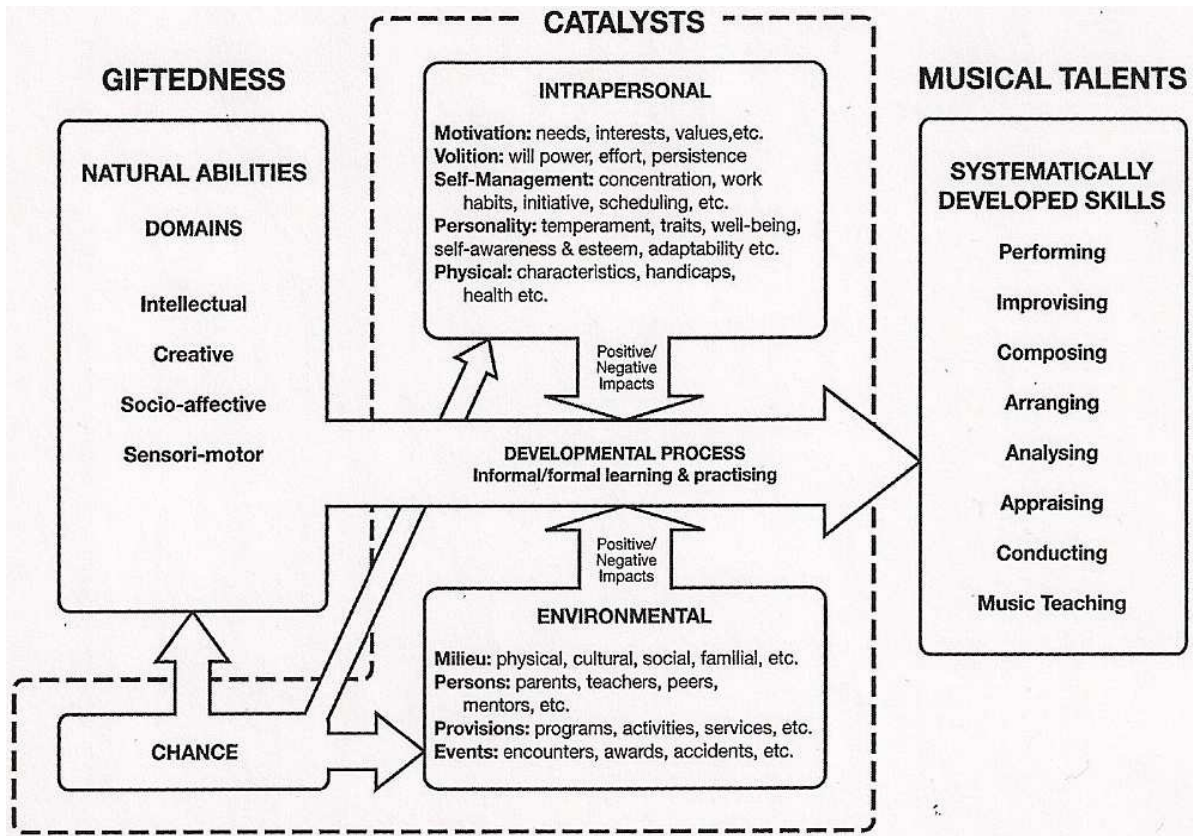 CATALYSTS
GIFTEDNESS
NATURAL ABILITIES
DOMAINS
Intellectual
Creative
Socio-affective
Sensori-motor
INTRAPERSONAL
Motivation: needs, interests, values,etc.
Volition: will power, effort, persistence
Self-Management: concentration, work
habits, initiative, scheduling, etc.
Personality: temperament, traits, well-being,
self-awareness & esteem, adaptability etc.
Physical: characteristics, handicaps,
health etc.
Positive/
Negative
Impacts
DEVELOPMENTAL PROCESS
Informal/formal learning & practising
Positive/
Negative
Impacts
ENVIRONMENTAL
Milieu: physical, cultural, social, familial, etc.
Persons: parents, teachers, peers,
mentors, etc.
Provisions: programs, activities, services, etc.
Events: encounters, awards, accidents, etc.
CHANCE
MUSICAL TALENTS
SYSTEMATICALLY
DEVELOPED SKILLS
Performing
Improvising
Composing
Arranging
Analysing
Appraising
Conducting
Music Teaching